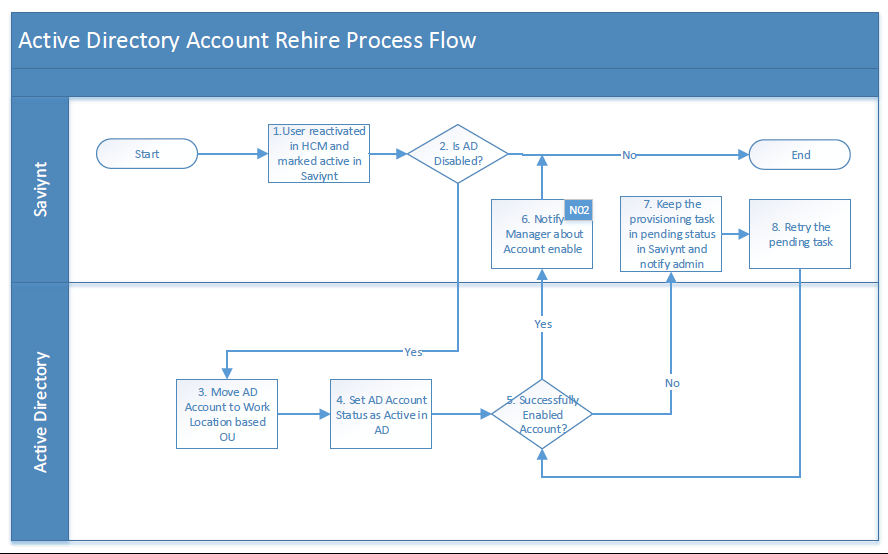 Active Directory Account Rehire Process Flow
Saviynt
Start
1.User reactivated
in HCM and
marked active in
Saviynt
2. Is AD
Disabled?
No
End
N02
6. Notify
Manager about
Account enable
7. Keep the
provisioning task
in pending status
in Saviynt and
notify admin
8. Retry the
pending task
Active Directory
Yes
Yes
No
3. Move AD
Account to Work
Location based
OU
4. Set AD Account
Status as Active in
AD
5. Successfully
Enabled
Account?